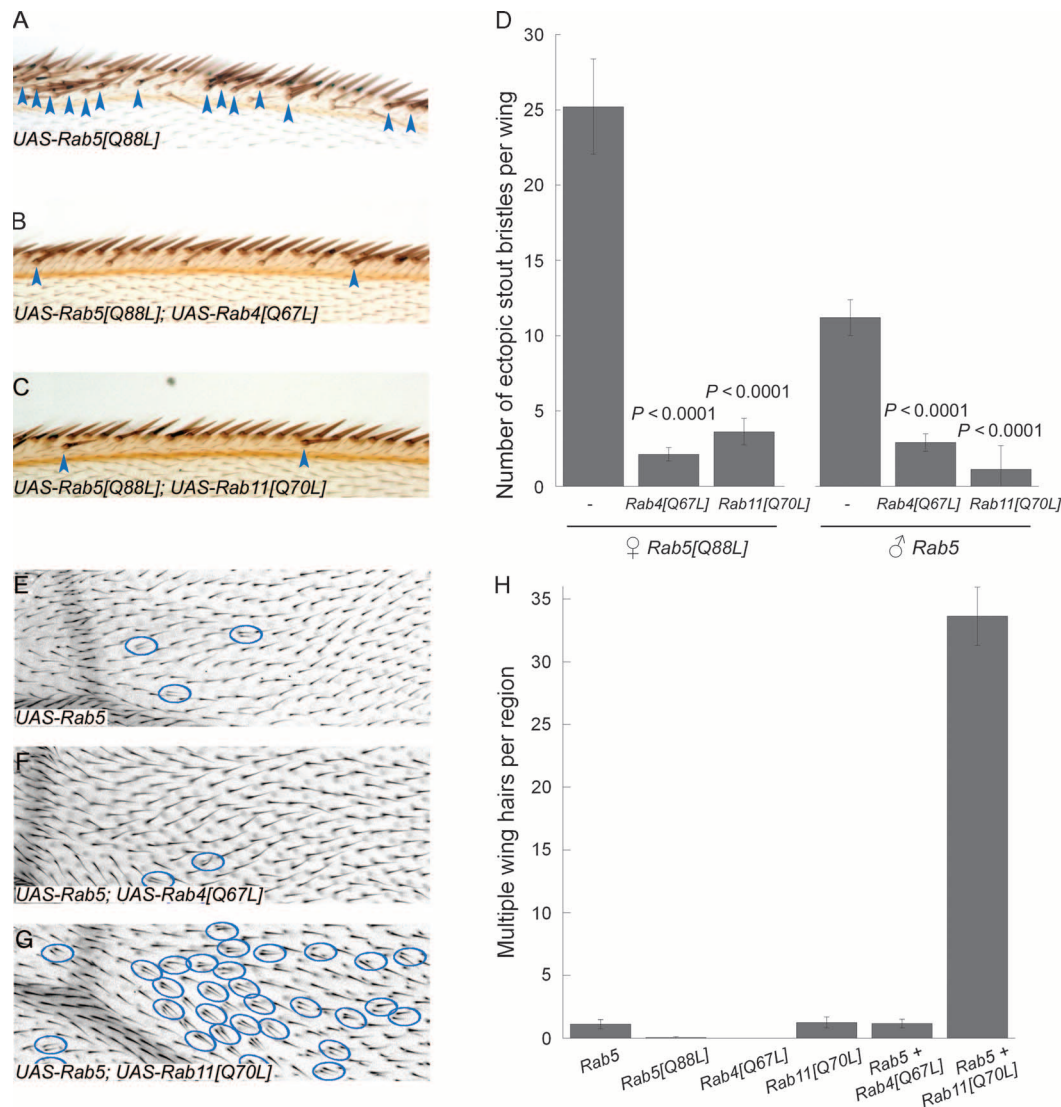 A
UAS-Rab5[Q88L]
B
UAS-Rab5[Q88L]; UAS-Rab4[Q67L]
C
UAS-Rab5[Q88L]; UAS-Rab11[Q70L]
D
Number of ectopic stout bristles per wing
30
25
20
15
10
5
0
P < 0.0001
P < 0.0001
P < 0.0001
P < 0.0001
- Rab4[Q67L] Rab11[Q70L] - Rab4[Q67L] Rab11[Q70L]
♀ Rab5[Q88L] ♂ Rab5
E
UAS-Rab5
F
UAS-Rab5; UAS-Rab4[Q67L]
G
UAS-Rab5; UAS-Rab11[Q70L]
H
Multiple wing hairs per region
35
30
25
20
15
10
5
0
Rab5
Rab5[Q88L]
Rab4[Q67L]
Rab11[Q70L]
Rab5 +
Rab4[Q67L]
Rab5 +
Rab11[Q70L]